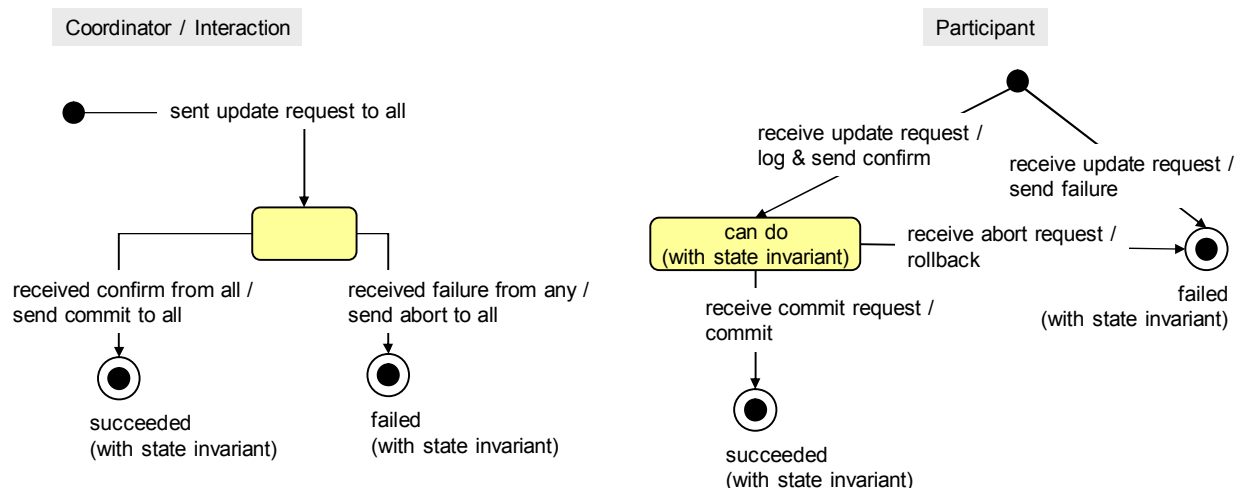 Coordinator / Interaction
sent update request to all
received confirm from all /
send commit to all
received failure from any /
send abort to all
succeeded
(with state invariant)
failed
(with state invariant)
Participant
receive update request /
log & send confirm
receive update request /
send failure
can do
(with state invariant)
receive abort request /
rollback
failed
(with state invariant)
receive commit request /
commit
succeeded
(with state invariant)